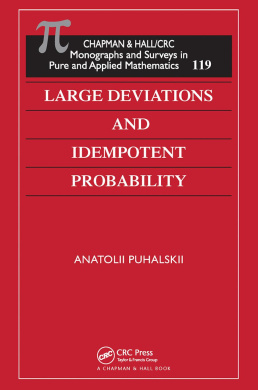 π
CHAPMAN & HALL/CRC
Monographs and Surveys in
Pure and Applied Mathematics 119
LARGE DEVIATIONS
AND
IDEMPOTENT
PROBABILITY
ANATOLII PUHALSKII
CRC
CRC Press
Taylor & Francis Group
A CHAPMAN & HALL BOOK